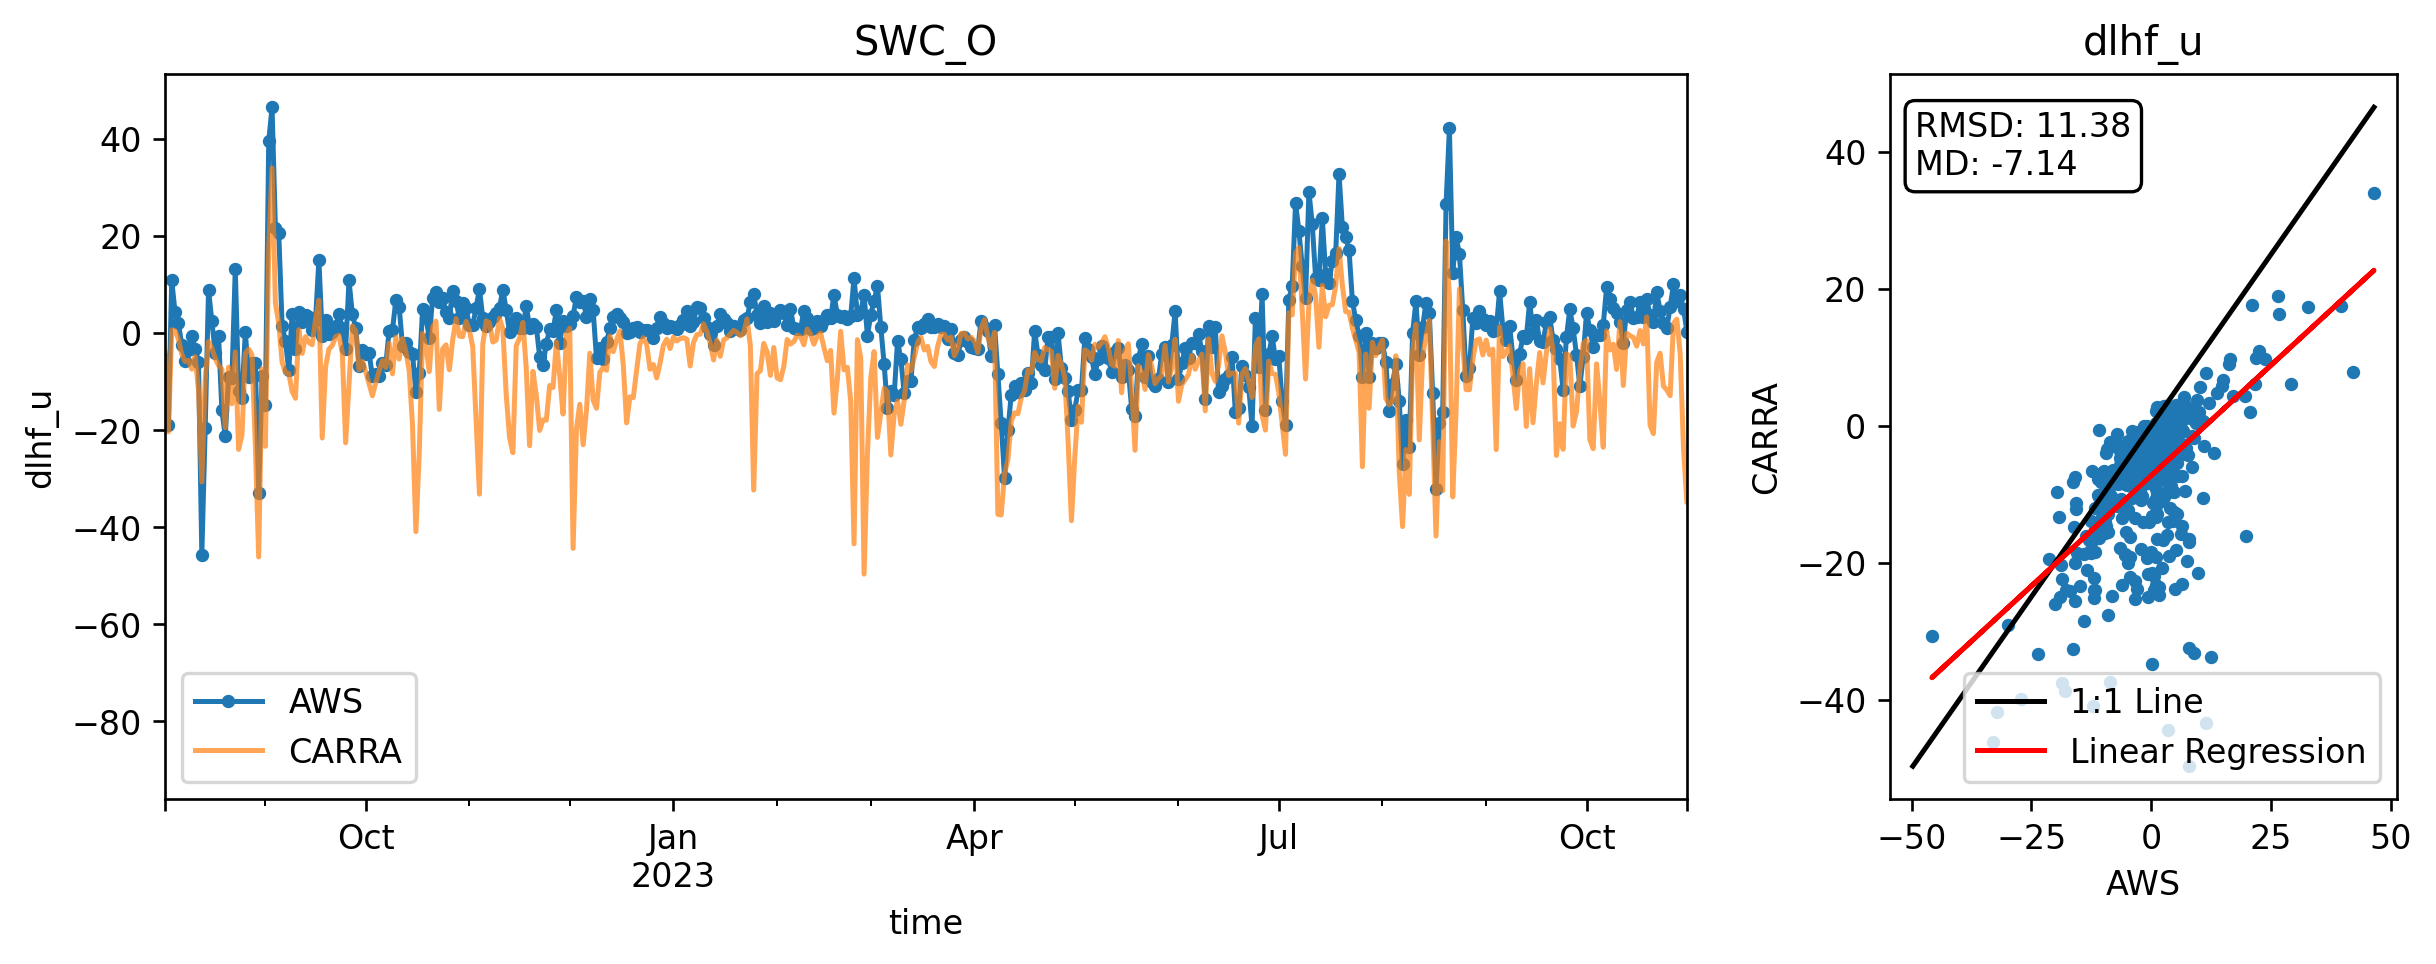 SWC_O
dlhf_u
40
20
0
−20
−40
−60
−80
AWS
CARRA
Oct
Jan
2023
Apr
Jul
Oct
time
dlhf_u
RMSD: 11.38
MD: -7.14
CARRA
40
20
0
−20
−40
1:1 Line
Linear Regression
−50
−25
0
25
50
AWS